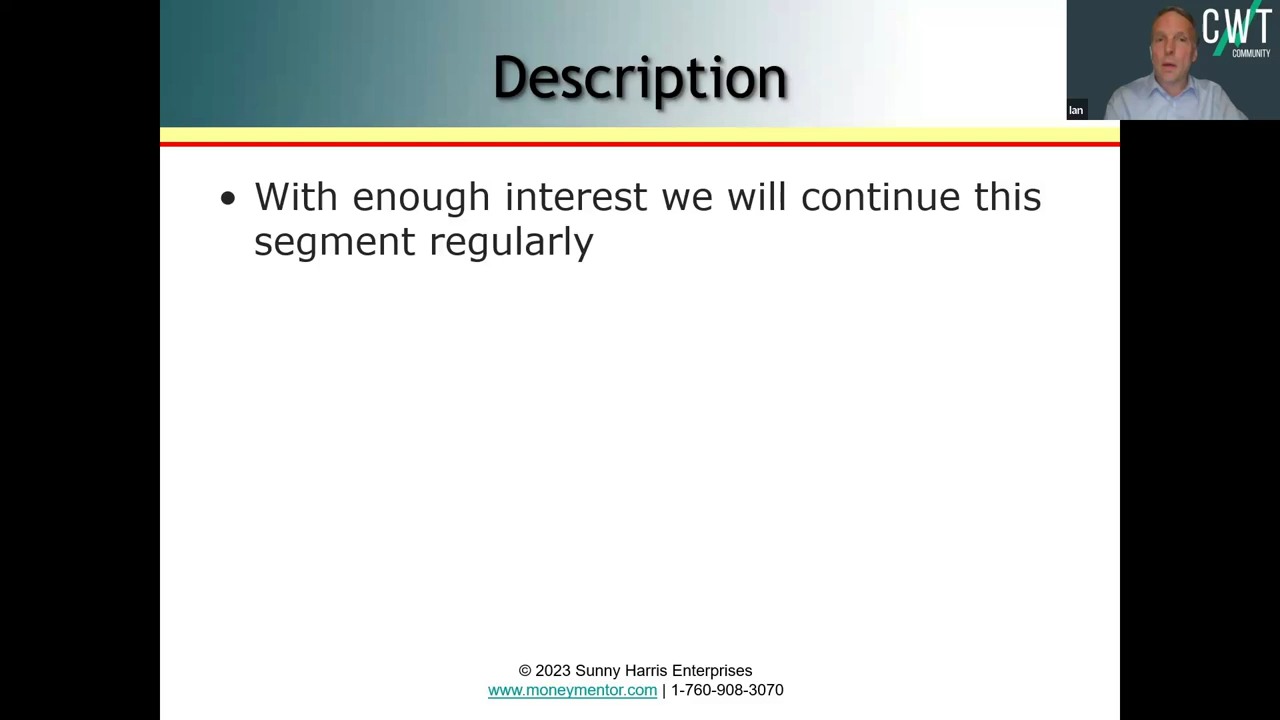 Description
CWT
COMMUNITY
Ian
• With enough interest we will continue this
segment regularly
© 2023 Sunny Harris Enterprises
www.moneymentor.com | 1-760-908-3070